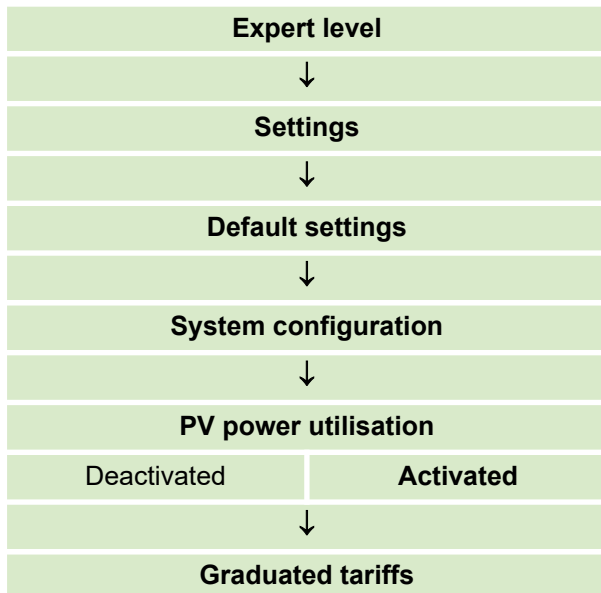 Expert level
↓
Settings
↓
Default settings
↓
System configuration
↓
PV power utilisation
Deactivated Activated
↓
Graduated tariffs